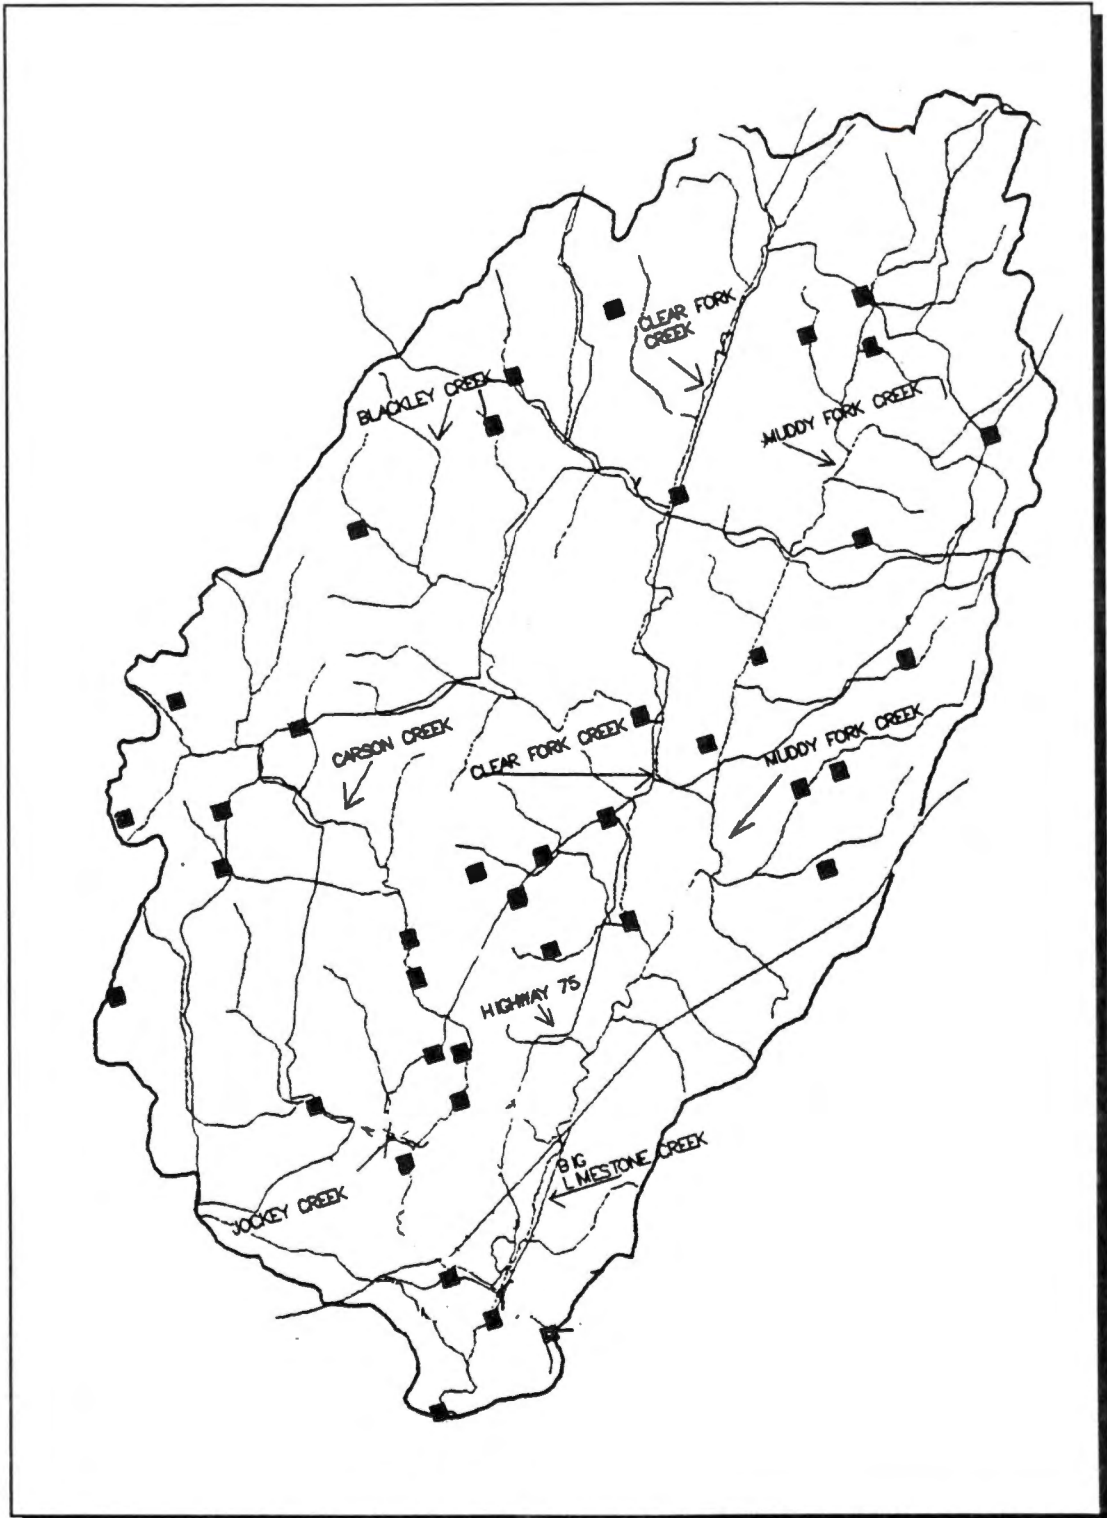 CLEAR FORK
CREEK
BLACKLEY CREEK
MUDDY FORK CREEK
CARSON CREEK
CLEAR FORK CREEK
MUDDY FORK CREEK
HIGHWAY 75
BIG
LIMESTONE CREEK
JOCKEY CREEK